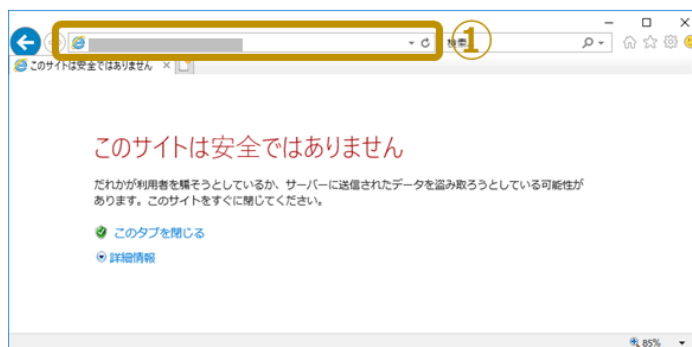 ①
検索...
このサイトは安全ではありません
このサイトは安全ではありません
だれかが利用者を騙そうとしているか、サーバーに送信されたデータを盗み取ろうとしている可能性が
あります。このサイトをすぐに閉じてください。
このタブを閉じる
詳細情報
85%